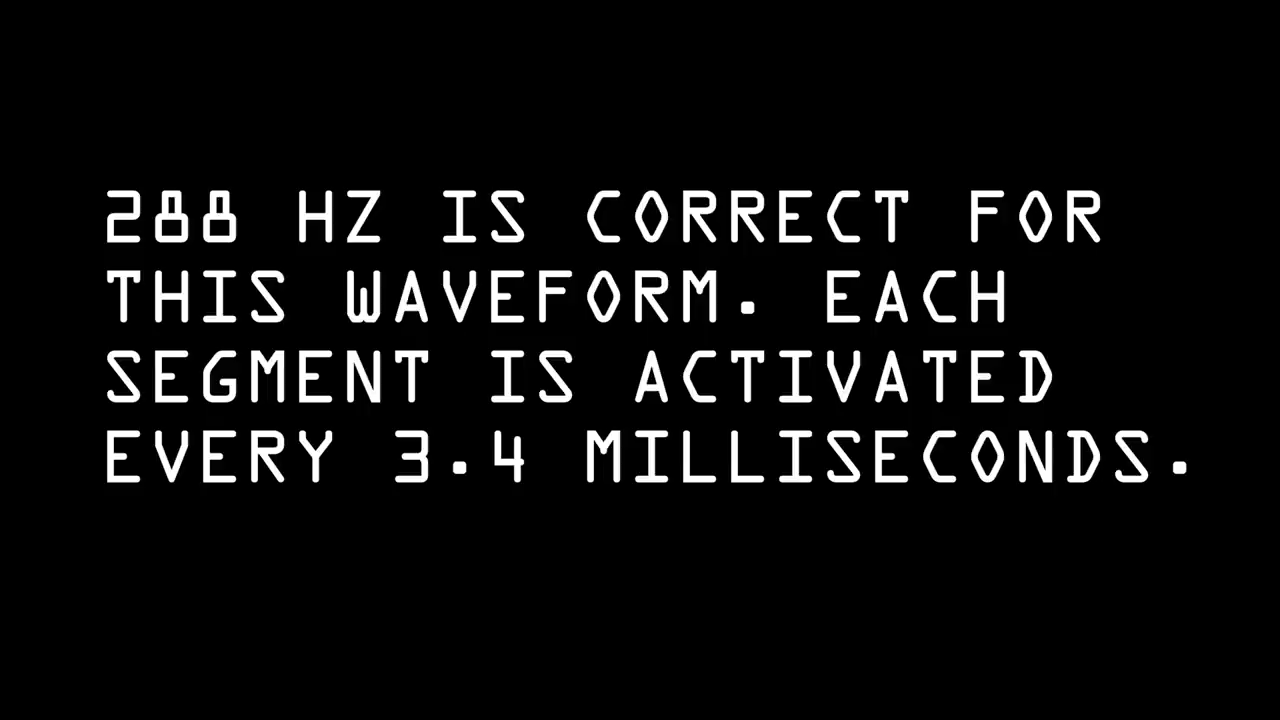 288 HZ IS CORRECT FOR
THIS WAVEFORM. EACH
SEGMENT IS ACTIVATED
EVERY 3.4 MILLISECONDS.